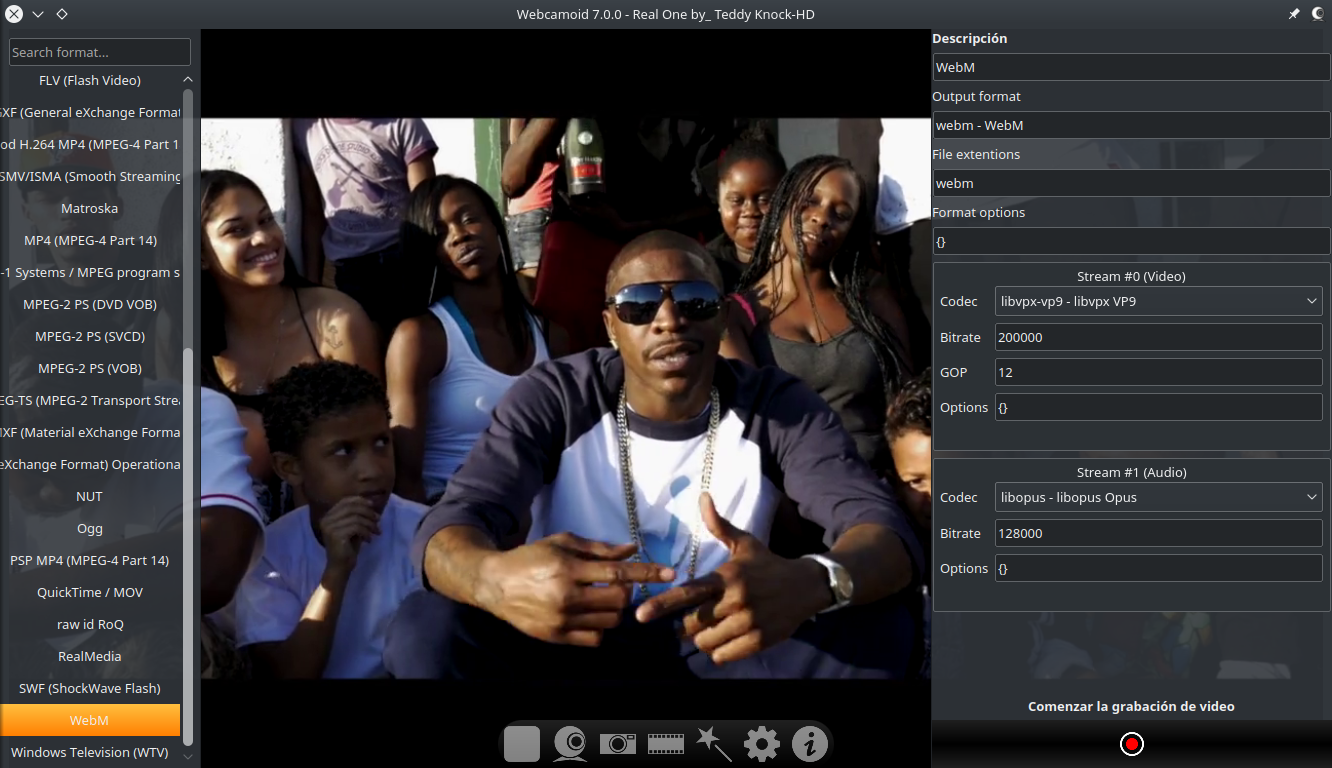 Webcamoid 7.0.0 - Real One by_ Teddy Knock-HD
Search format...
FLV (Flash Video)
XF (General eXchange Format
od H.264 MP4 (MPEG-4 Part 1
SMV/ISMA (Smooth Streaming
Matroska
MP4 (MPEG-4 Part 14)
-1 Systems / MPEG program s
MPEG-2 PS (DVD VOB)
MPEG-2 PS (SVCD)
MPEG-2 PS (VOB)
EG-TS (MPEG-2 Transport Stre
XF (Material eXchange Forma
eXchange Format) Operationa
NUT
Ogg
PSP MP4 (MPEG-4 Part 14)
QuickTime / MOV
raw id RoQ
RealMedia
SWF (ShockWave Flash)
WebM
Windows Television (WTV)
Descripción
WebM
Output format
webm - WebM
File extentions
webm
Format options
{}
Stream #0 (Video)
Codec libvpx-vp9 - libvpx VP9
Bitrate 200000
GOP 12
Options {}
Stream #1 (Audio)
Codec libopus - libopus Opus
Bitrate 128000
Options {}
Comenzar la grabación de video